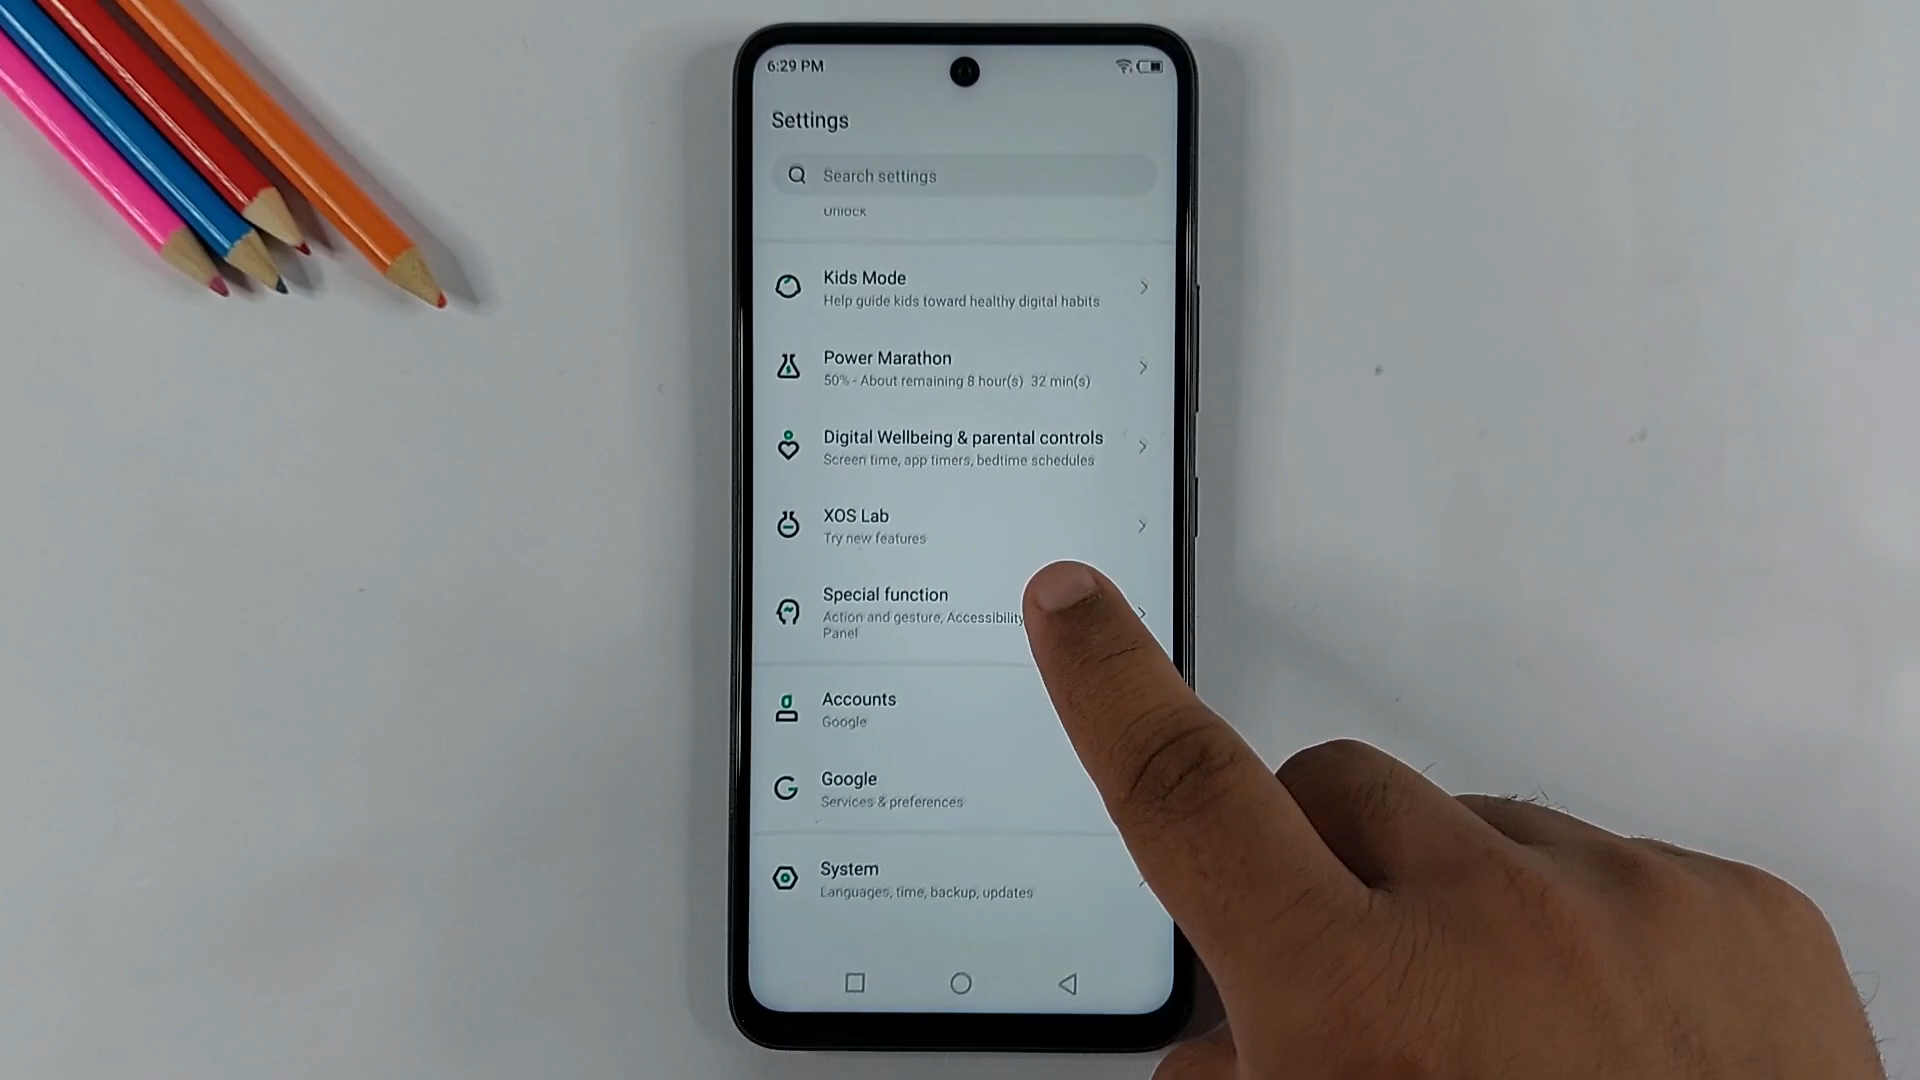 6:29 PM
Settings
Search settings
Unlock
Kids Mode
Help guide kids toward healthy digital habits
Power Marathon
50% - About remaining 8 hour(s) 32 min(s)
Digital Wellbeing & parental controls
Screen time, app timers, bedtime schedules
XOS Lab
Try new features
Special function
Action and gesture, Accessibility
Panel
Accounts
Google
Google
Services & preferences
System
Languages, time, backup, updates